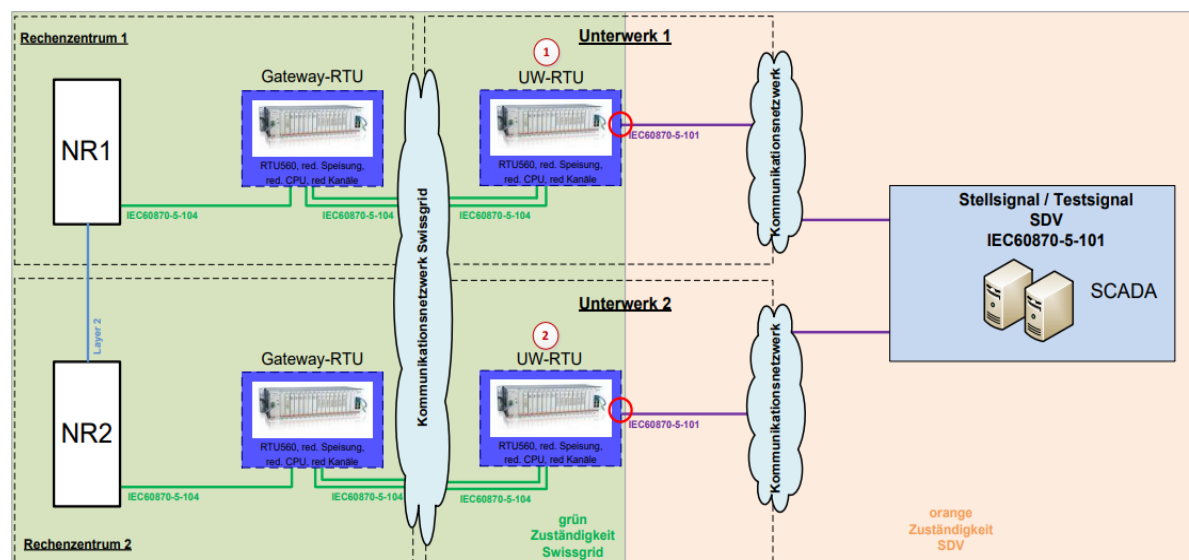 Rechenzentrum 1
Unterwerk 1
1
Gateway-RTU
UW-RTU
NR1
RTU560, red. Speisung,
red. CPU, red Kanäle
RTU560, red. Speisung,
red. CPU, red Kanäle
IEC60870-5-101
IEC60870-5-104
IEC60870-5-104
IEC60870-5-104
Kommunikationsnetzwerk Swissgrid
Kommunikationsnetzwerk
Stellsignal / Testsignal
SDV
IEC60870-5-101
SCADA
Layer 2
Unterwerk 2
2
Gateway-RTU
UW-RTU
NR2
RTU560, red. Speisung,
red. CPU, red Kanäle
RTU560, red. Speisung,
red. CPU, red Kanäle
IEC60870-5-101
Kommunikationsnetzwerk
IEC60870-5-104
IEC60870-5-104
IEC60870-5-104
Rechenzentrum 2
grün
Zuständigkeit
Swissgrid
orange
Zuständigkeit
SDV